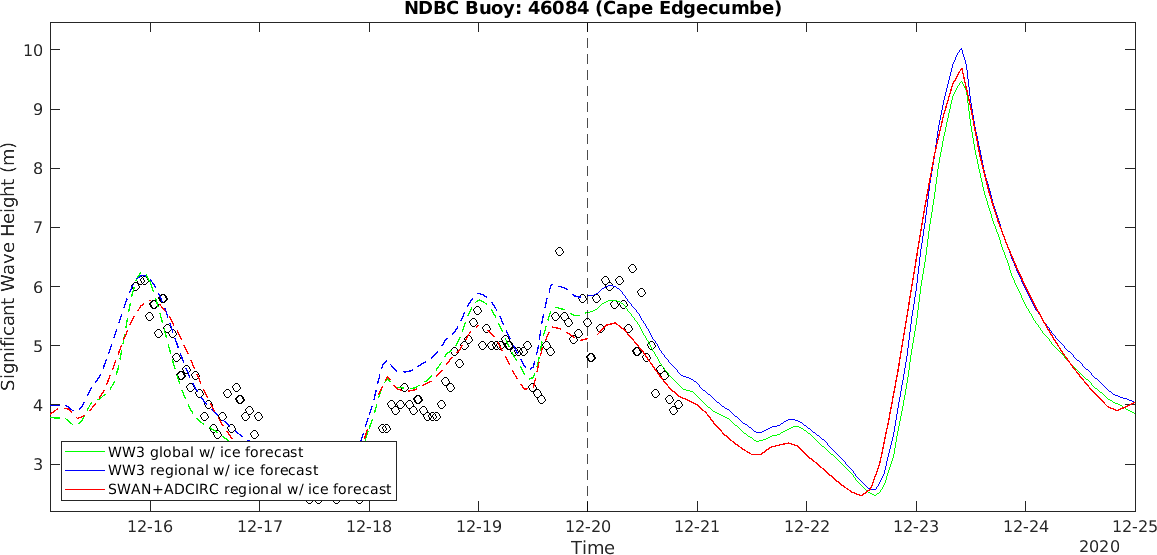 NDBC Buoy: 46084 (Cape Edgecumbe)
Significant Wave Height (m)
10
9
8
7
6
5
4
3
WW3 global w/ ice forecast
WW3 regional w/ ice forecast
SWAN+ADCIRC regional w/ ice forecast
12-16 12-17 12-18 12-19 12-20 12-21 12-22 12-23 12-24 12-25
Time
2020